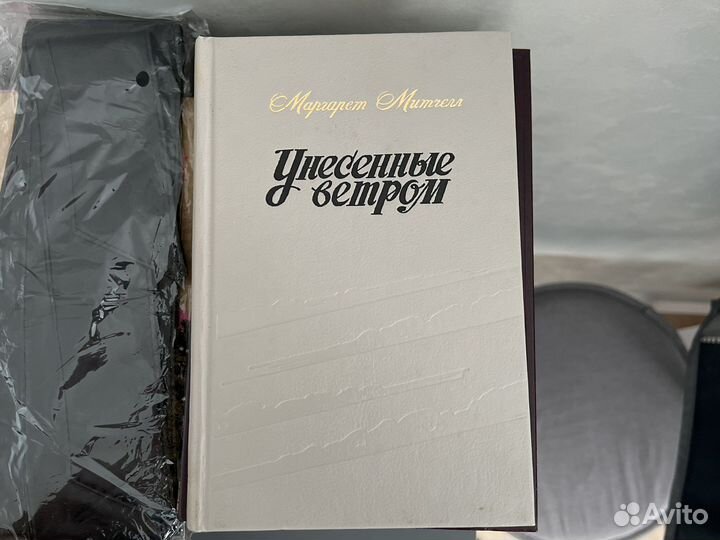 Маргарет Митчелл
Унесенные
ветром
Avito